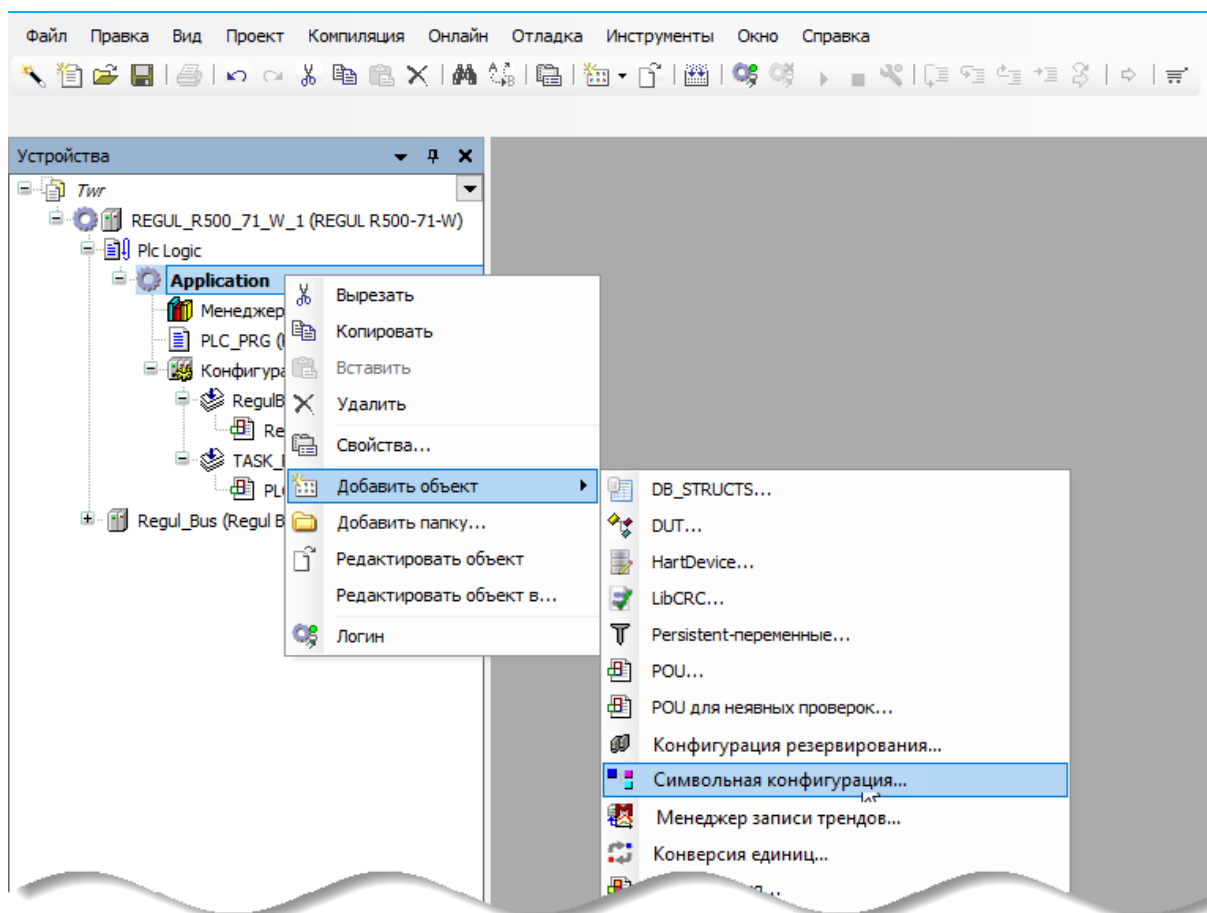 Файл Правка Вид Проект Компиляция Онлайн Отладка Инструменты Окно Справка
Устройства
Twr
REGUL_R500_71_W_1 (REGUL R500-71-W)
Plc Logic
Application
Менеджер
PLC_PRG (
Конфигура
RegulB
Re
TASK_
PL
Regul_Bus (Regul B
Вырезать
Копировать
Вставить
Удалить
Свойства...
Добавить объект
Добавить папку...
Редактировать объект
Редактировать объект в...
Логин
DB_STRUCTS...
DUT...
HartDevice...
LibCRC...
Persistent-переменные...
POU...
POU для неявных проверок...
Конфигурация резервирования...
Символьная конфигурация...
Менеджер записи трендов...
Конверсия единиц...